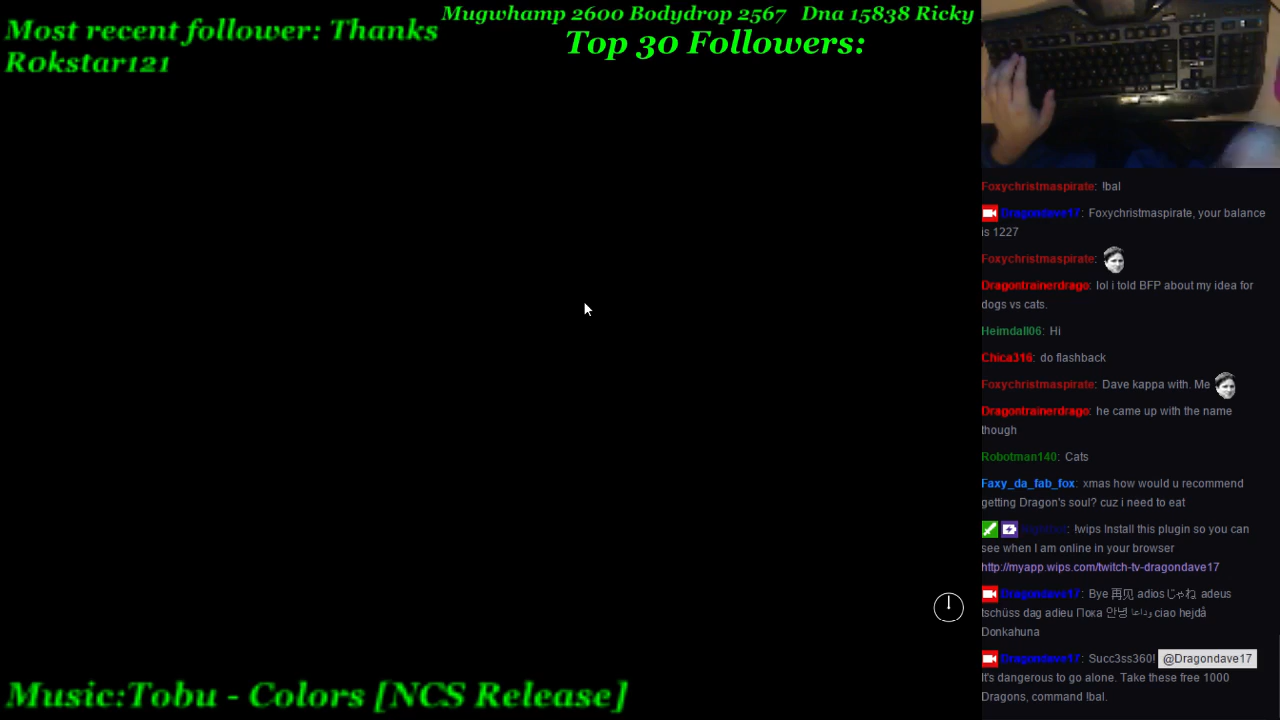 Most recent follower: Thanks
Rokstar121
Mugwhamp 2600 Bodydrop 2567 Dna 15838 Ricky
Top 30 Followers:
Foxychristmaspirate: !bal
Dragondave17: Foxychristmaspirate, your balance
is 1227
Foxychristmaspirate:
Dragontrainerdrago: lol i told BFP about my idea for
dogs vs cats.
Heimdall06: Hi
Chica316: do flashback
Foxychristmaspirate: Dave kappa with. Me
Dragontrainerdrago: he came up with the name
though
Robotman140: Cats
Faxy_da_fab_fox: xmas how would u recommend
getting Dragon's soul? cuz i need to eat
: !wips Install this plugin so you can
see when I am online in your browser
http://myapp.wips.com/twitch-tv-dragondave17
Dragondave17: Bye 再见 adios じゃね adeus
tschüss dag adieu Пока 안녕 وداعا ciao hejdå
Donkahuna
Dragondave17: Succ3ss360! @Dragondave17
It's dangerous to go alone. Take these free 1000
Dragons, command !bal.
Music:Tobu - Colors [NCS Release]